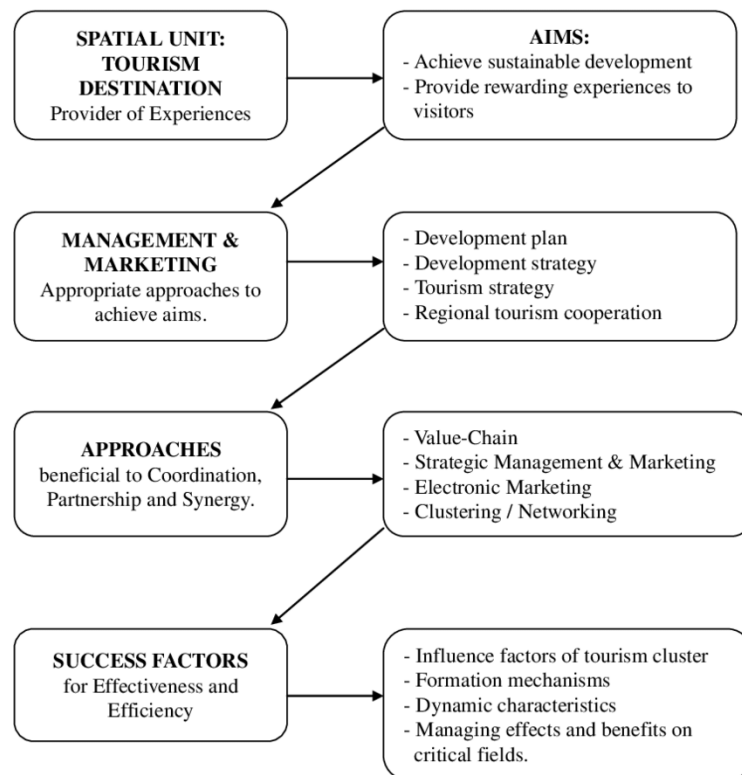 SPATIAL UNIT:
TOURISM
DESTINATION
Provider of Experiences
AIMS:
- Achieve sustainable development
- Provide rewarding experiences to
visitors
MANAGEMENT &
MARKETING
Appropriate approaches to
achieve aims.
- Development plan
- Development strategy
- Tourism strategy
- Regional tourism cooperation
APPROACHES
beneficial to Coordination,
Partnership and Synergy.
- Value-Chain
- Strategic Management & Marketing
- Electronic Marketing
- Clustering / Networking
SUCCESS FACTORS
for Effectiveness and
Efficiency
- Influence factors of tourism cluster
- Formation mechanisms
- Dynamic characteristics
- Managing effects and benefits on
critical fields.